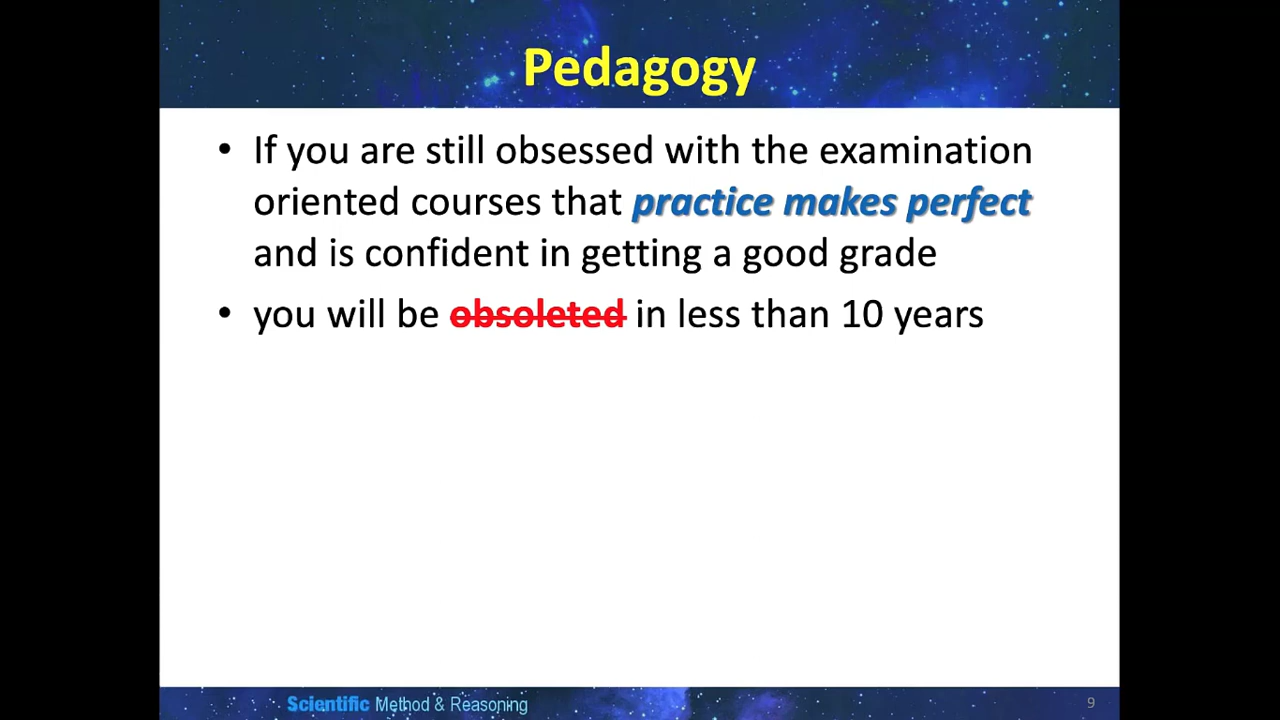 Pedagogy
• If you are still obsessed with the examination
oriented courses that practice makes perfect
and is confident in getting a good grade
• you will be obsoleted in less than 10 years
Scientific Method & Reasoning
9